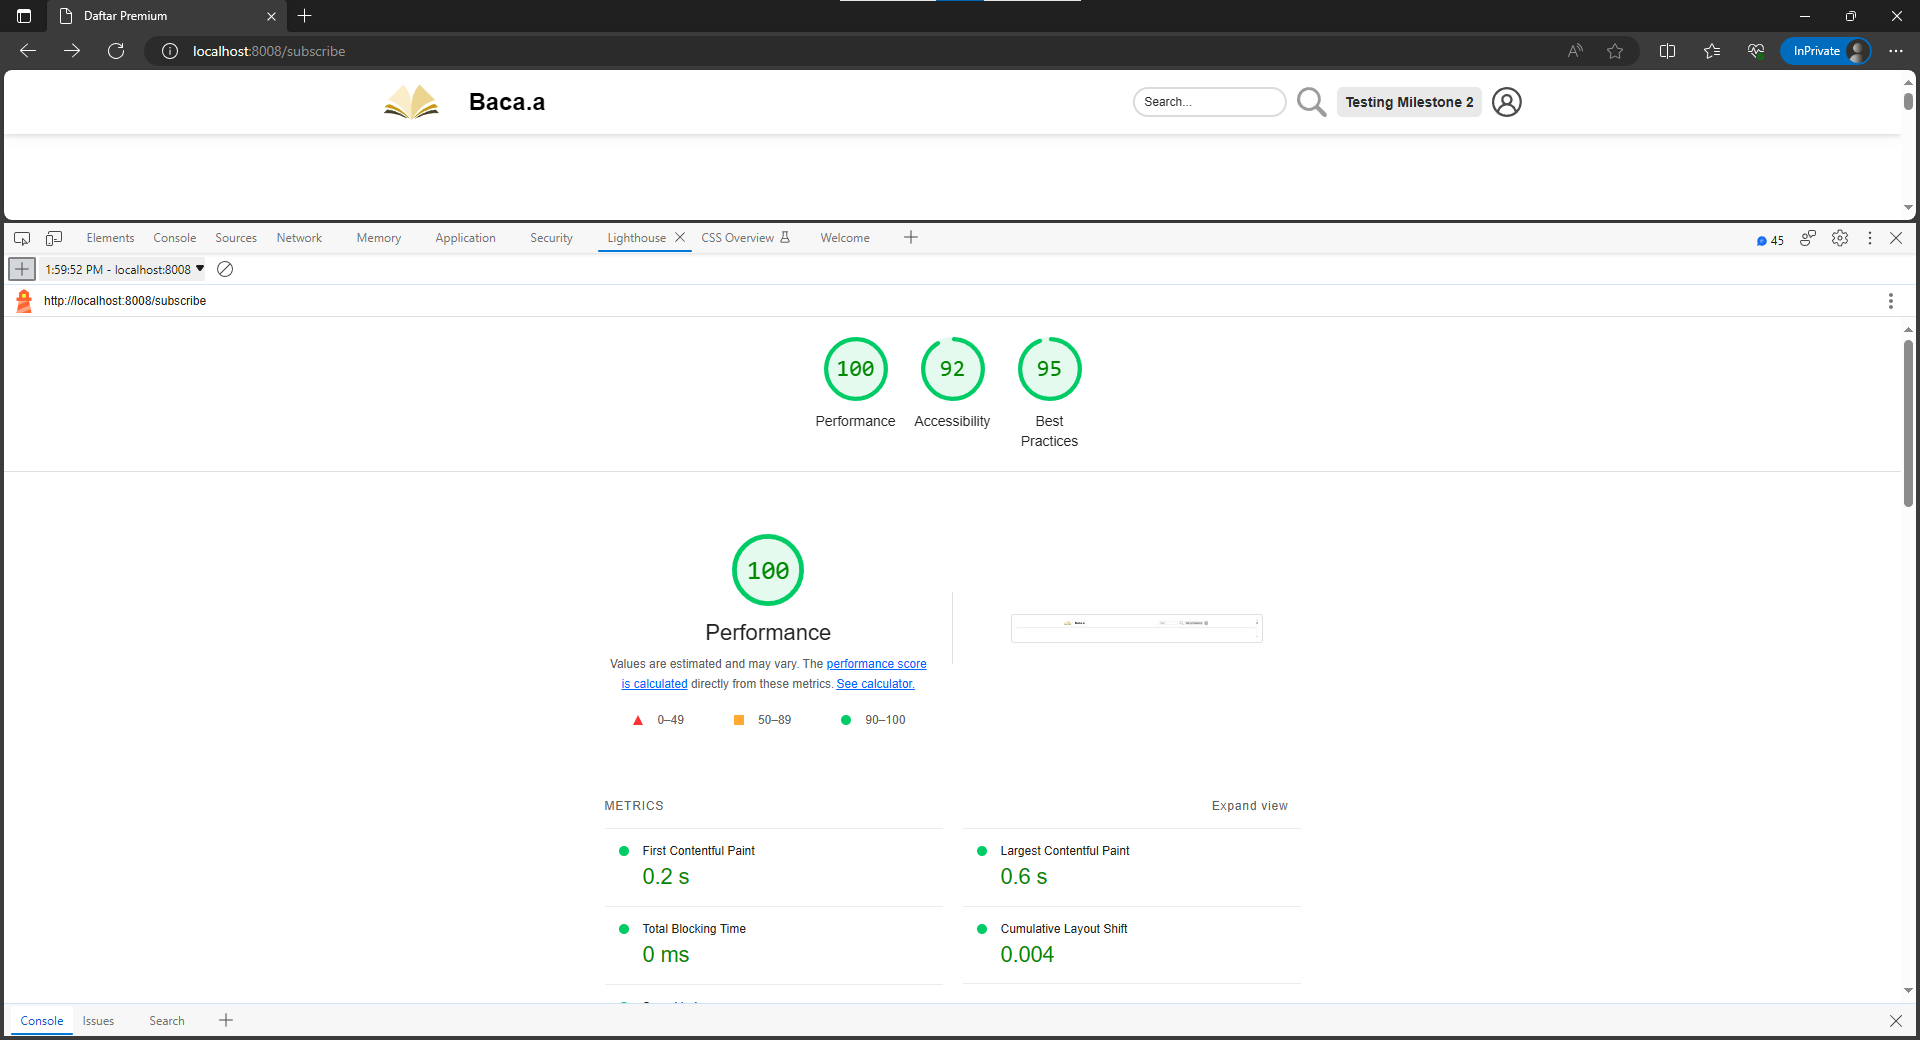 Daftar Premium
localhost:8008/subscribe
InPrivate
Baca.a
Search...
Testing Milestone 2
Elements Console Sources Network Memory Application Security Lighthouse CSS Overview Welcome
45
1:59:52 PM - localhost:8008
http://localhost:8008/subscribe
100 92 95
Performance Accessibility Best
Practices
100
Performance
Values are estimated and may vary. The performance score
is calculated directly from these metrics. See calculator.
0–49 50–89 90–100
METRICS Expand view
First Contentful Paint
0.2 s
Largest Contentful Paint
0.6 s
Total Blocking Time
0 ms
Cumulative Layout Shift
0.004
Console Issues Search